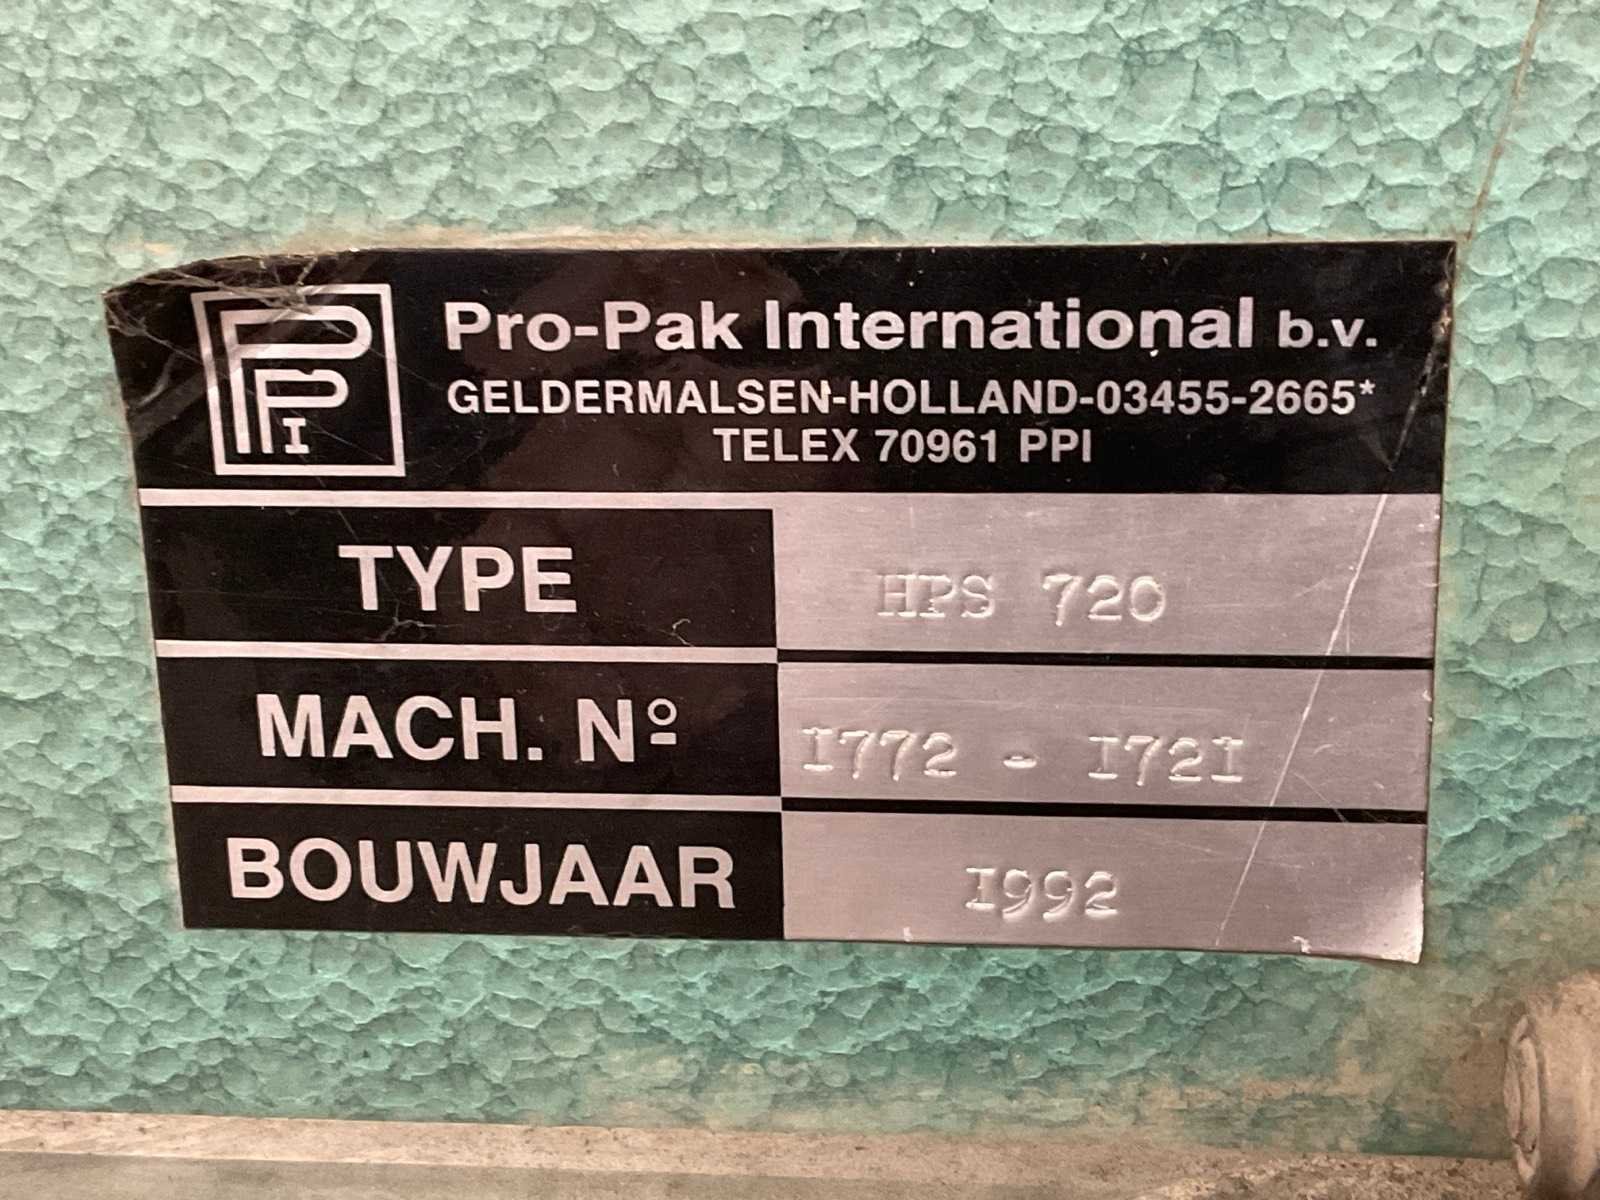 PPI
Pro-Pak International b.v.
GELDERMALSEN-HOLLAND-03455-2665*
TELEX 70961 PPI
TYPE HPS 720
MACH. Nº I772 - I72I
BOUWJAAR I992